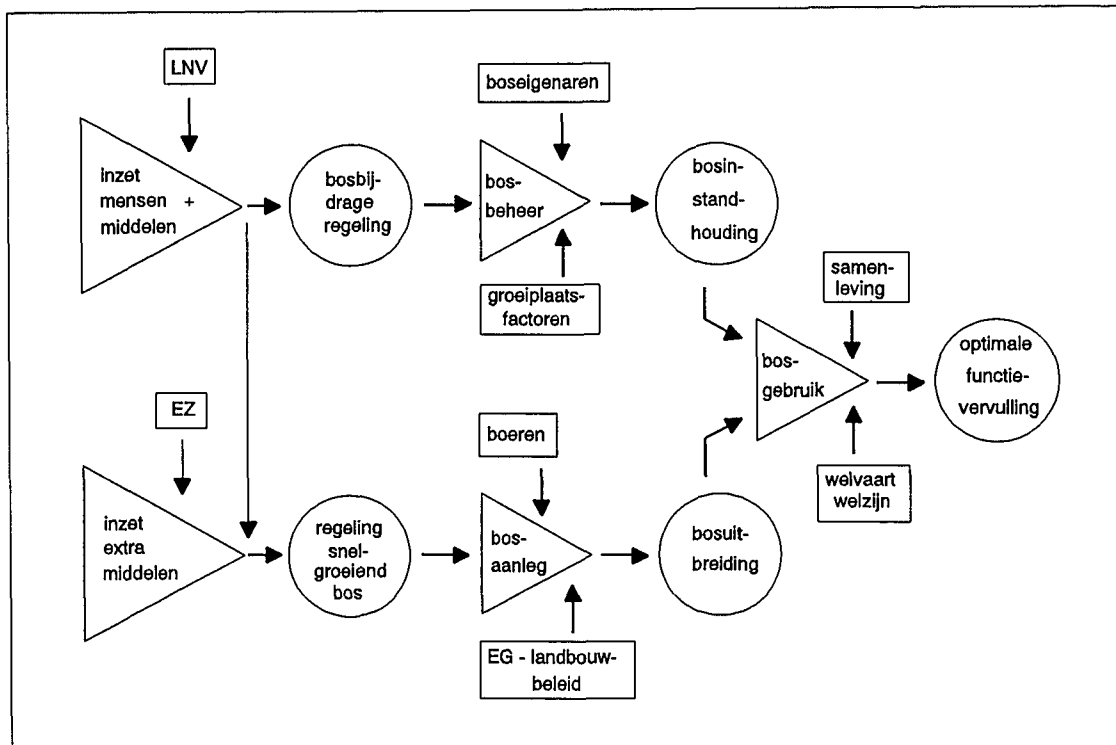 LNV
boseigenaren
inzet
mensen +
middelen
bosbij-
drage
regeling
bos-
beheer
bosin-
stand-
houding
groeiplaats-
factoren
samen-
leving
bos-
gebruik
optimale
functie-
vervulling
welvaart
welzijn
EZ
boeren
inzet
extra
middelen
regeling
snel-
groeiend
bos
bos-
aanleg
bosuit-
breiding
EG - landbouw-
beleid